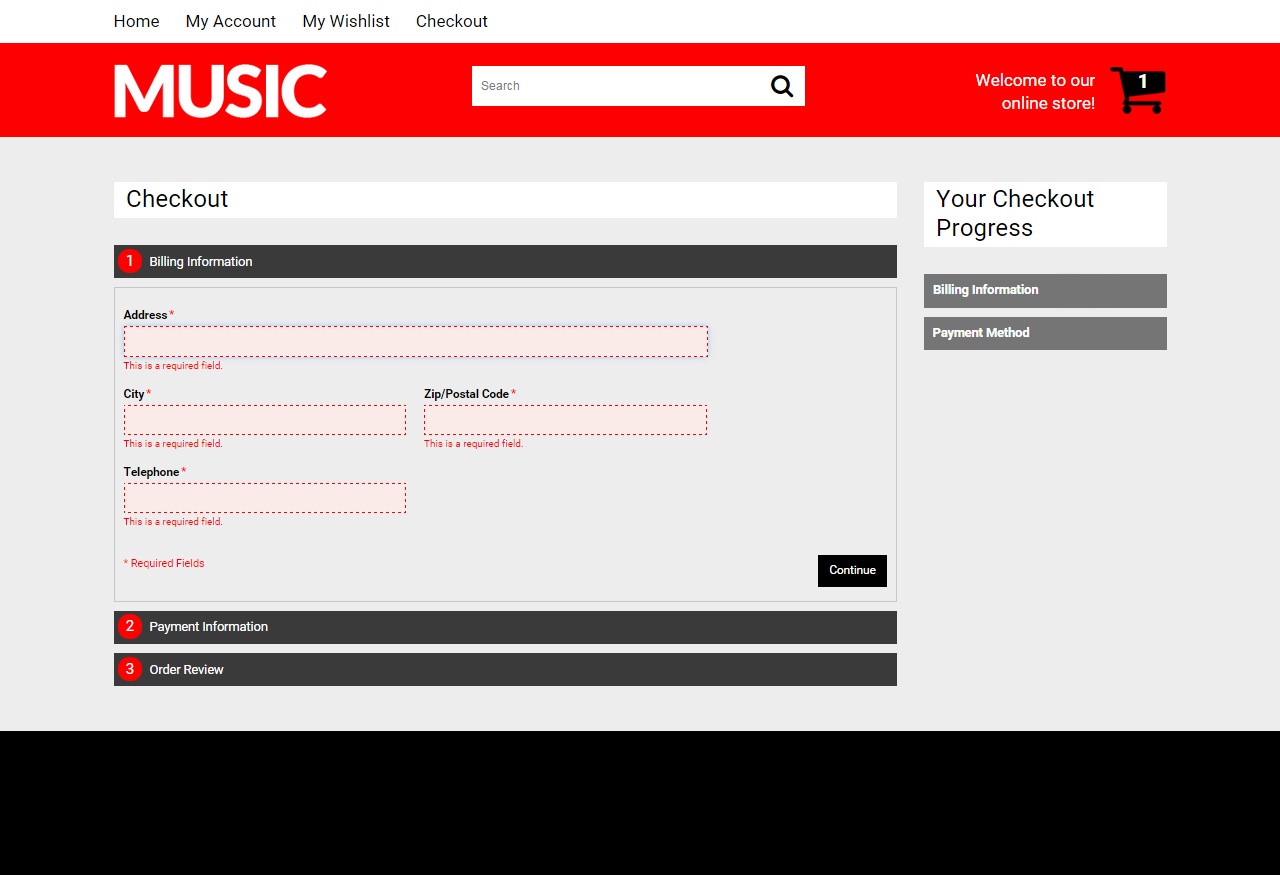 Home My Account My Wishlist Checkout
MUSIC
Search
Welcome to our
online store!
1
Checkout
1 Billing Information
Address*
This is a required field.
City* Zip/Postal Code*
This is a required field. This is a required field.
Telephone*
This is a required field.
* Required Fields
Continue
2 Payment Information
3 Order Review
Your Checkout
Progress
Billing Information
Payment Method